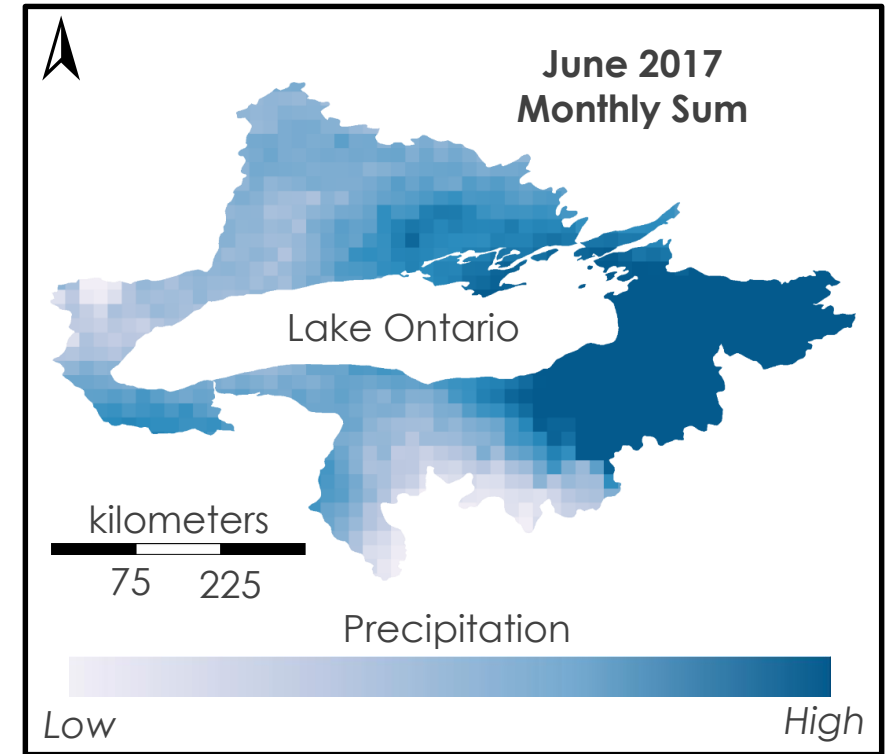 June 2017
Monthly Sum
Lake Ontario
kilometers
75 225
Precipitation
Low High